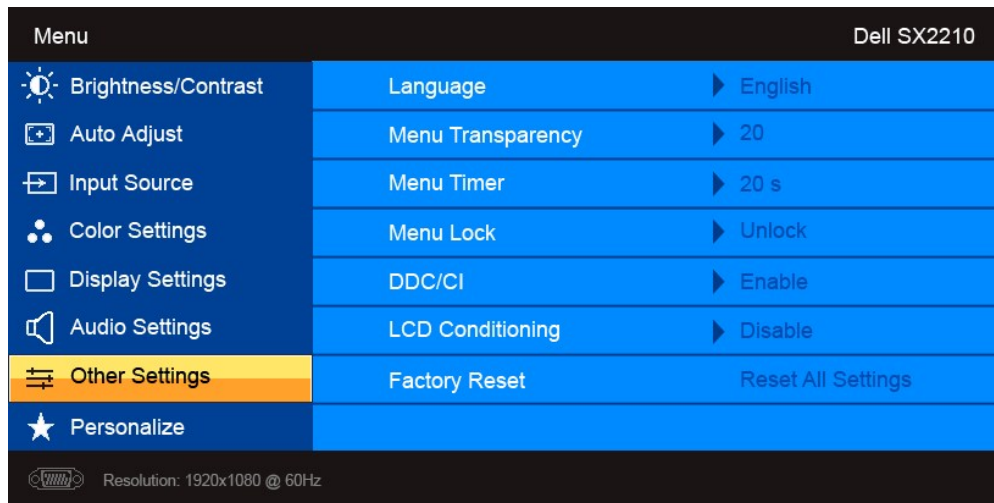 Menu Dell SX2210
Brightness/Contrast Language English
Auto Adjust Menu Transparency 20
Input Source Menu Timer 20 s
Color Settings Menu Lock Unlock
Display Settings DDC/CI Enable
Audio Settings LCD Conditioning Disable
Other Settings Factory Reset Reset All Settings
Personalize
Resolution: 1920x1080 @ 60Hz